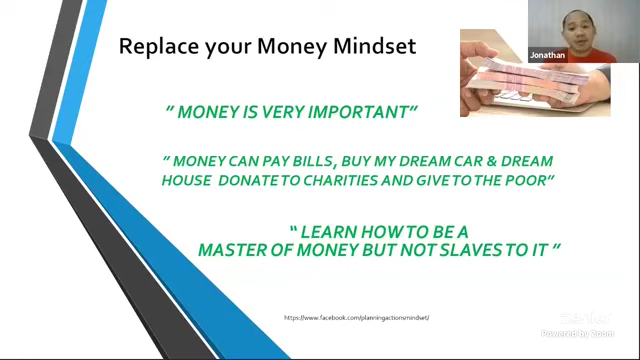 Replace your Money Mindset
Jonathan
" MONEY IS VERY IMPORTANT"
" MONEY CAN PAY BILLS, BUY MY DREAM CAR & DREAM
HOUSE DONATE TO CHARITIES AND GIVE TO THE POOR"
" LEARN HOW TO BE A
MASTER OF MONEY BUT NOT SLAVES TO IT "
https://www.facebook.com/planningactionsmindset/
zoom
Powered by Zoom